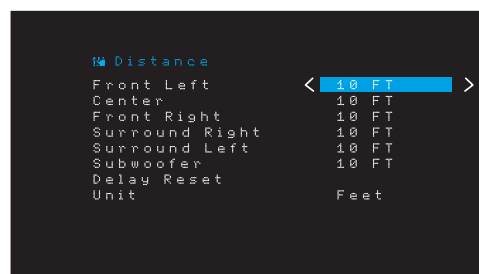 Distance
Front Left < 10 FT >
Center 10 FT
Front Right 10 FT
Surround Right 10 FT
Surround Left 10 FT
Subwoofer 10 FT
Delay Reset
Unit Feet